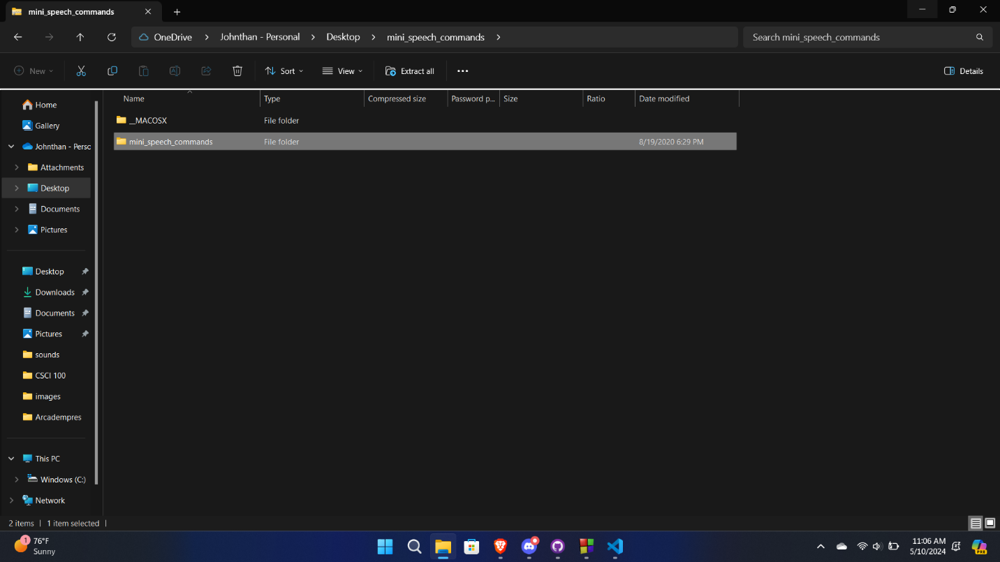 mini_speech_commands
OneDrive > Johnthan - Personal > Desktop > mini_speech_commands >
Search mini_speech_commands
New
Sort
View
Extract all
Details
Name Type Compressed size Password p... Size Ratio Date modified
__MACOSX File folder
mini_speech_commands File folder 8/19/2020 6:29 PM
Home
Gallery
Johnthan - Perso
Attachments
Desktop
Documents
Pictures
Desktop
Downloads
Documents
Pictures
sounds
CSCI 100
images
Arcadempres
This PC
Windows (C:)
Network
2 items | 1 item selected |
1
76°F
Sunny
PRE
11:06 AM
5/10/2024